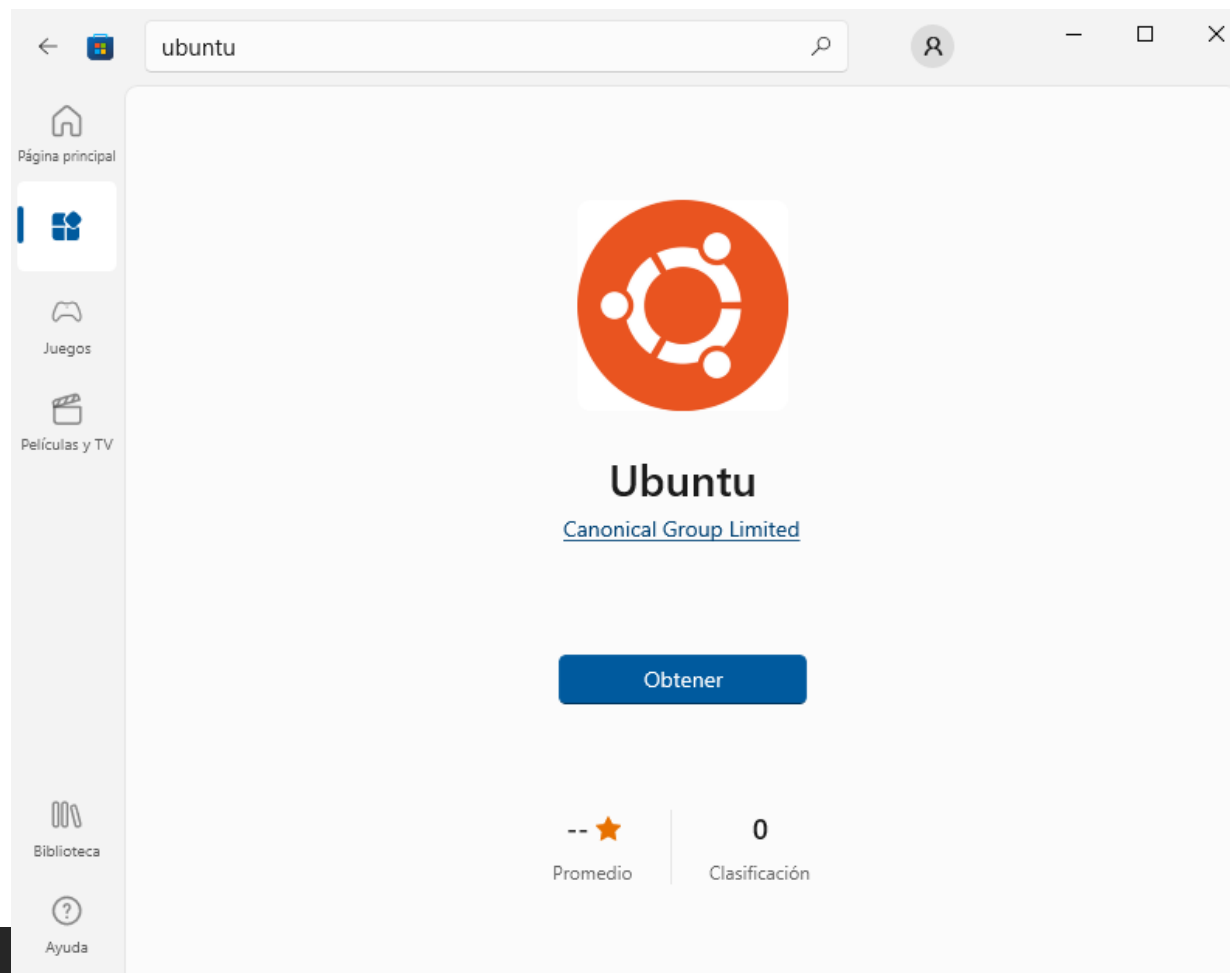 ubuntu
Página principal
Juegos
Películas y TV
Ubuntu
Canonical Group Limited
Obtener
-- 0
Promedio Clasificación
Biblioteca
Ayuda